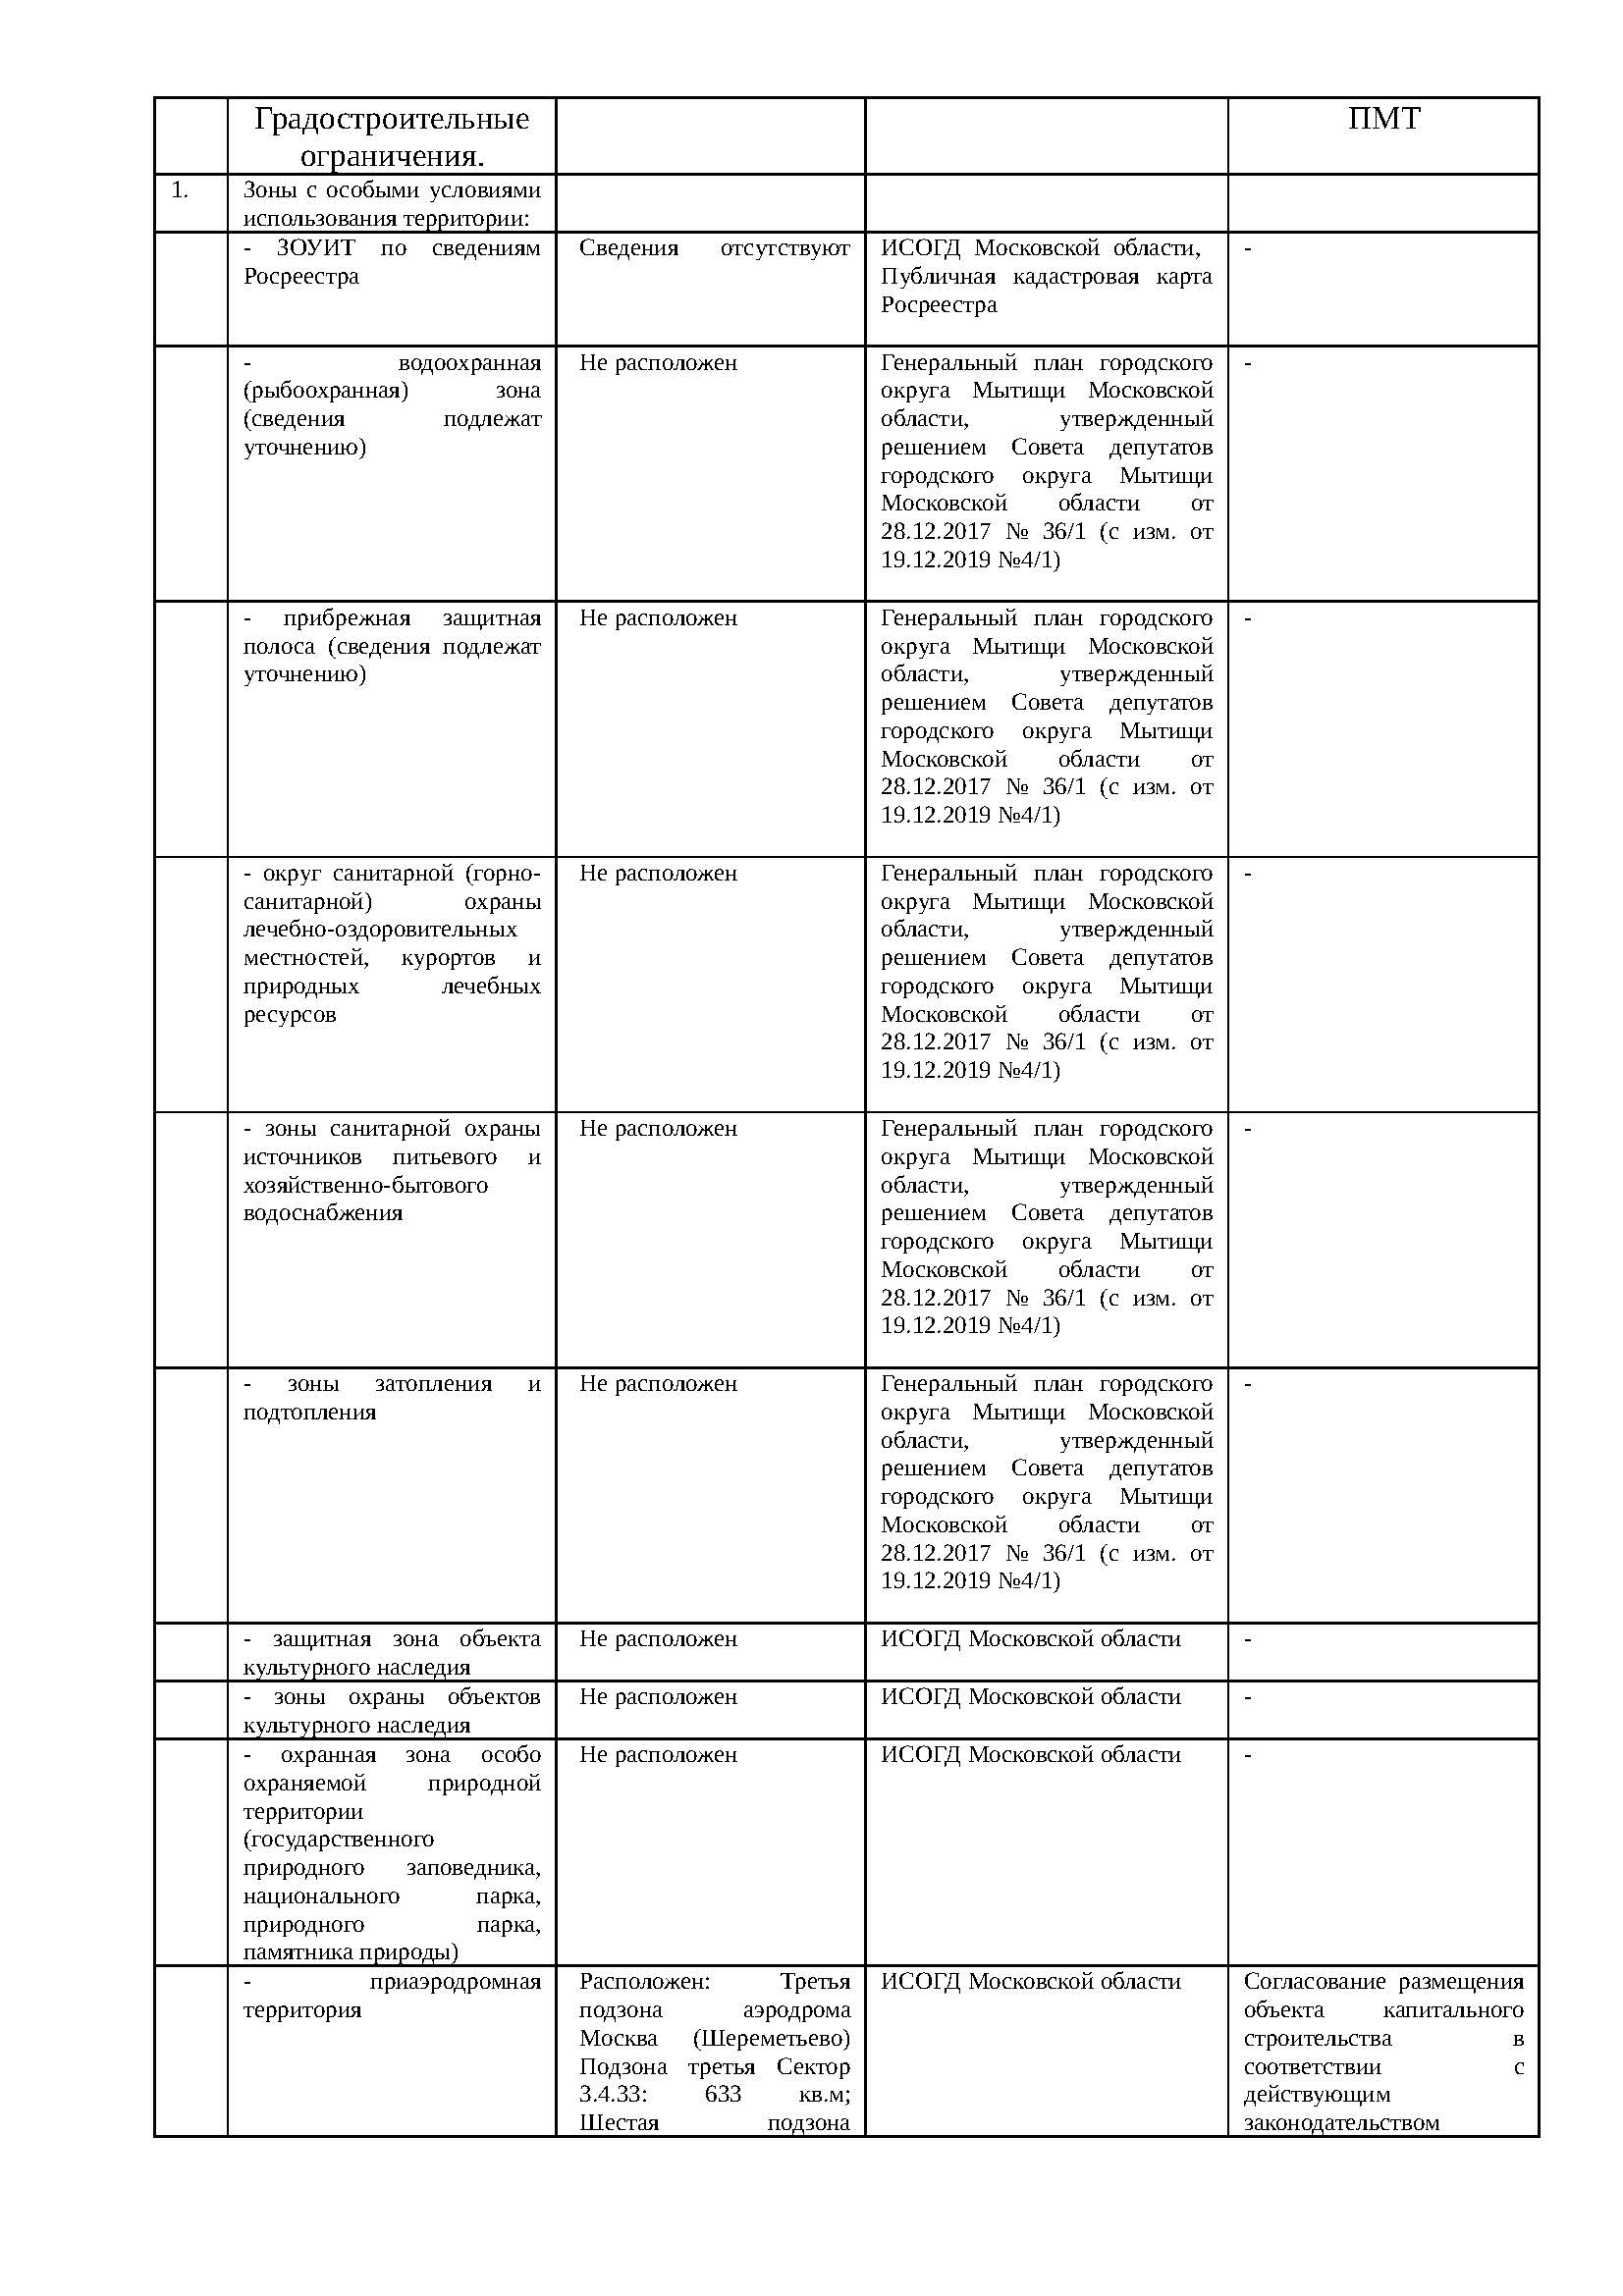 Градостроительные
ограничения.
ПМТ
1.
Зоны с особыми условиями
использования территории:
- ЗОУИТ по сведениям
Росреестра
Сведения отсутствуют
ИСОГД Московской области,
Публичная кадастровая карта
Росреестра
-
- водоохранная
(рыбоохранная) зона
(сведения подлежат
уточнению)
Не расположен
Генеральный план городского
округа Мытищи Московской
области, утвержденный
решением Совета депутатов
городского округа Мытищи
Московской области от
28.12.2017 № 36/1 (с изм. от
19.12.2019 №4/1)
-
- прибрежная защитная
полоса (сведения подлежат
уточнению)
Не расположен
Генеральный план городского
округа Мытищи Московской
области, утвержденный
решением Совета депутатов
городского округа Мытищи
Московской области от
28.12.2017 № 36/1 (с изм. от
19.12.2019 №4/1)
-
- округ санитарной (горно-
санитарной) охраны
лечебно-оздоровительных
местностей, курортов и
природных лечебных
ресурсов
Не расположен
Генеральный план городского
округа Мытищи Московской
области, утвержденный
решением Совета депутатов
городского округа Мытищи
Московской области от
28.12.2017 № 36/1 (с изм. от
19.12.2019 №4/1)
-
- зоны санитарной охраны
источников питьевого и
хозяйственно-бытового
водоснабжения
Не расположен
Генеральный план городского
округа Мытищи Московской
области, утвержденный
решением Совета депутатов
городского округа Мытищи
Московской области от
28.12.2017 № 36/1 (с изм. от
19.12.2019 №4/1)
-
- зоны затопления и
подтопления
Не расположен
Генеральный план городского
округа Мытищи Московской
области, утвержденный
решением Совета депутатов
городского округа Мытищи
Московской области от
28.12.2017 № 36/1 (с изм. от
19.12.2019 №4/1)
-
- защитная зона объекта
культурного наследия
Не расположен
ИСОГД Московской области
-
- зоны охраны объектов
культурного наследия
Не расположен
ИСОГД Московской области
-
- охранная зона особо
охраняемой природной
территории
(государственного
природного заповедника,
национального парка,
природного парка,
памятника природы)
Не расположен
ИСОГД Московской области
-
- приаэродромная
территория
Расположен: Третья
подзона аэродрома
Москва (Шереметьево)
Подзона третья Сектор
3.4.33: 633 кв.м;
Шестая подзона
ИСОГД Московской области
Согласование размещения
объекта капитального
строительства в
соответствии с
действующим
законодательством